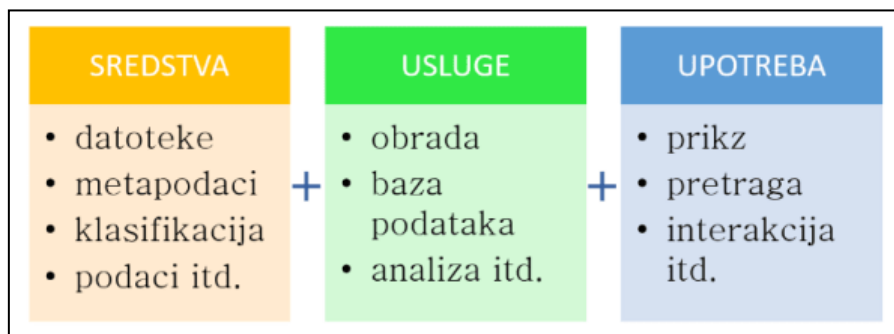 SREDSTVA
• datoteke
• metapodaci
• klasifikacija
• podaci itd.
+
USLUGE
• obrada
• baza
podataka
• analiza itd.
+
UPOTREBA
• prikz
• pretraga
• interakcija
itd.